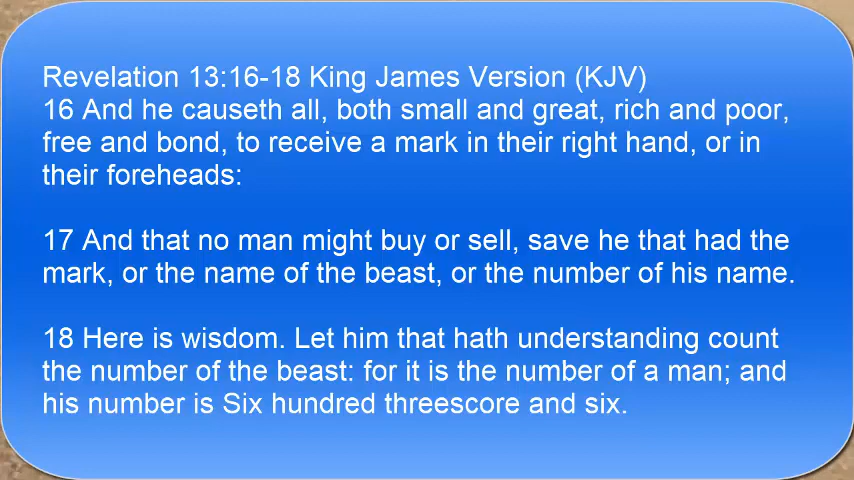 Revelation 13:16-18 King James Version (KJV)
16 And he causeth all, both small and great, rich and poor,
free and bond, to receive a mark in their right hand, or in
their foreheads:
17 And that no man might buy or sell, save he that had the
mark, or the name of the beast, or the number of his name.
18 Here is wisdom. Let him that hath understanding count
the number of the beast: for it is the number of a man; and
his number is Six hundred threescore and six.